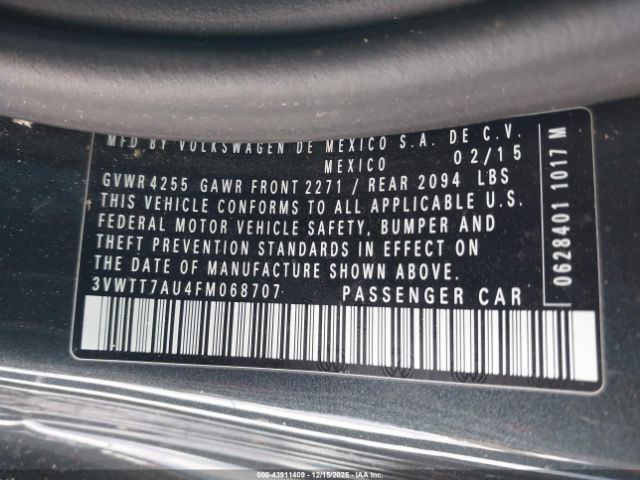 MFD BY VOLKSWAGEN DE MEXICO S.A. DE C.V.
MEXICO 02/15
GVWR 4255 GAWR FRONT 2271 / REAR 2094 LBS
THIS VEHICLE CONFORMS TO ALL APPLICABLE U.S.
FEDERAL MOTOR VEHICLE SAFETY, BUMPER AND
THEFT PREVENTION STANDARDS IN EFFECT ON
THE DATE OF MANUFACTURE SHOWN ABOVE.
3VWTT7AU4FM068707 PASSENGER CAR
0628401 1017 M
000-43911409 - 12/15/2025 - IAAI.COM